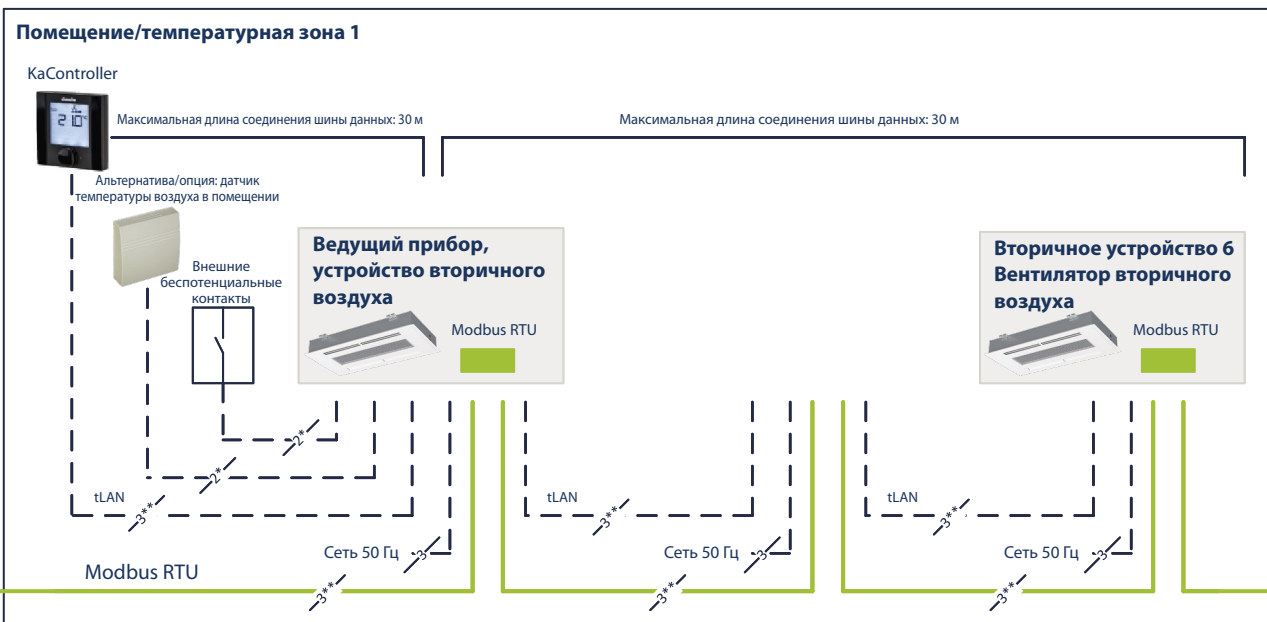 Помещение/температурная зона 1
KaController
Максимальная длина соединения шины данных: 30 м
Максимальная длина соединения шины данных: 30 м
21.0°C
Альтернатива/опция: датчик
температуры воздуха в помещении
Внешние
беспотенциальные
контакты
Ведущий прибор,
устройство вторичного
воздуха
Modbus RTU
Вторичное устройство 6
Вентилятор вторичного
воздуха
Modbus RTU
2*
2*
tLAN
3**
tLAN
3**
tLAN
3**
Сеть 50 Гц
3
Сеть 50 Гц
3
Сеть 50 Гц
3
Modbus RTU
3**
3**
3**